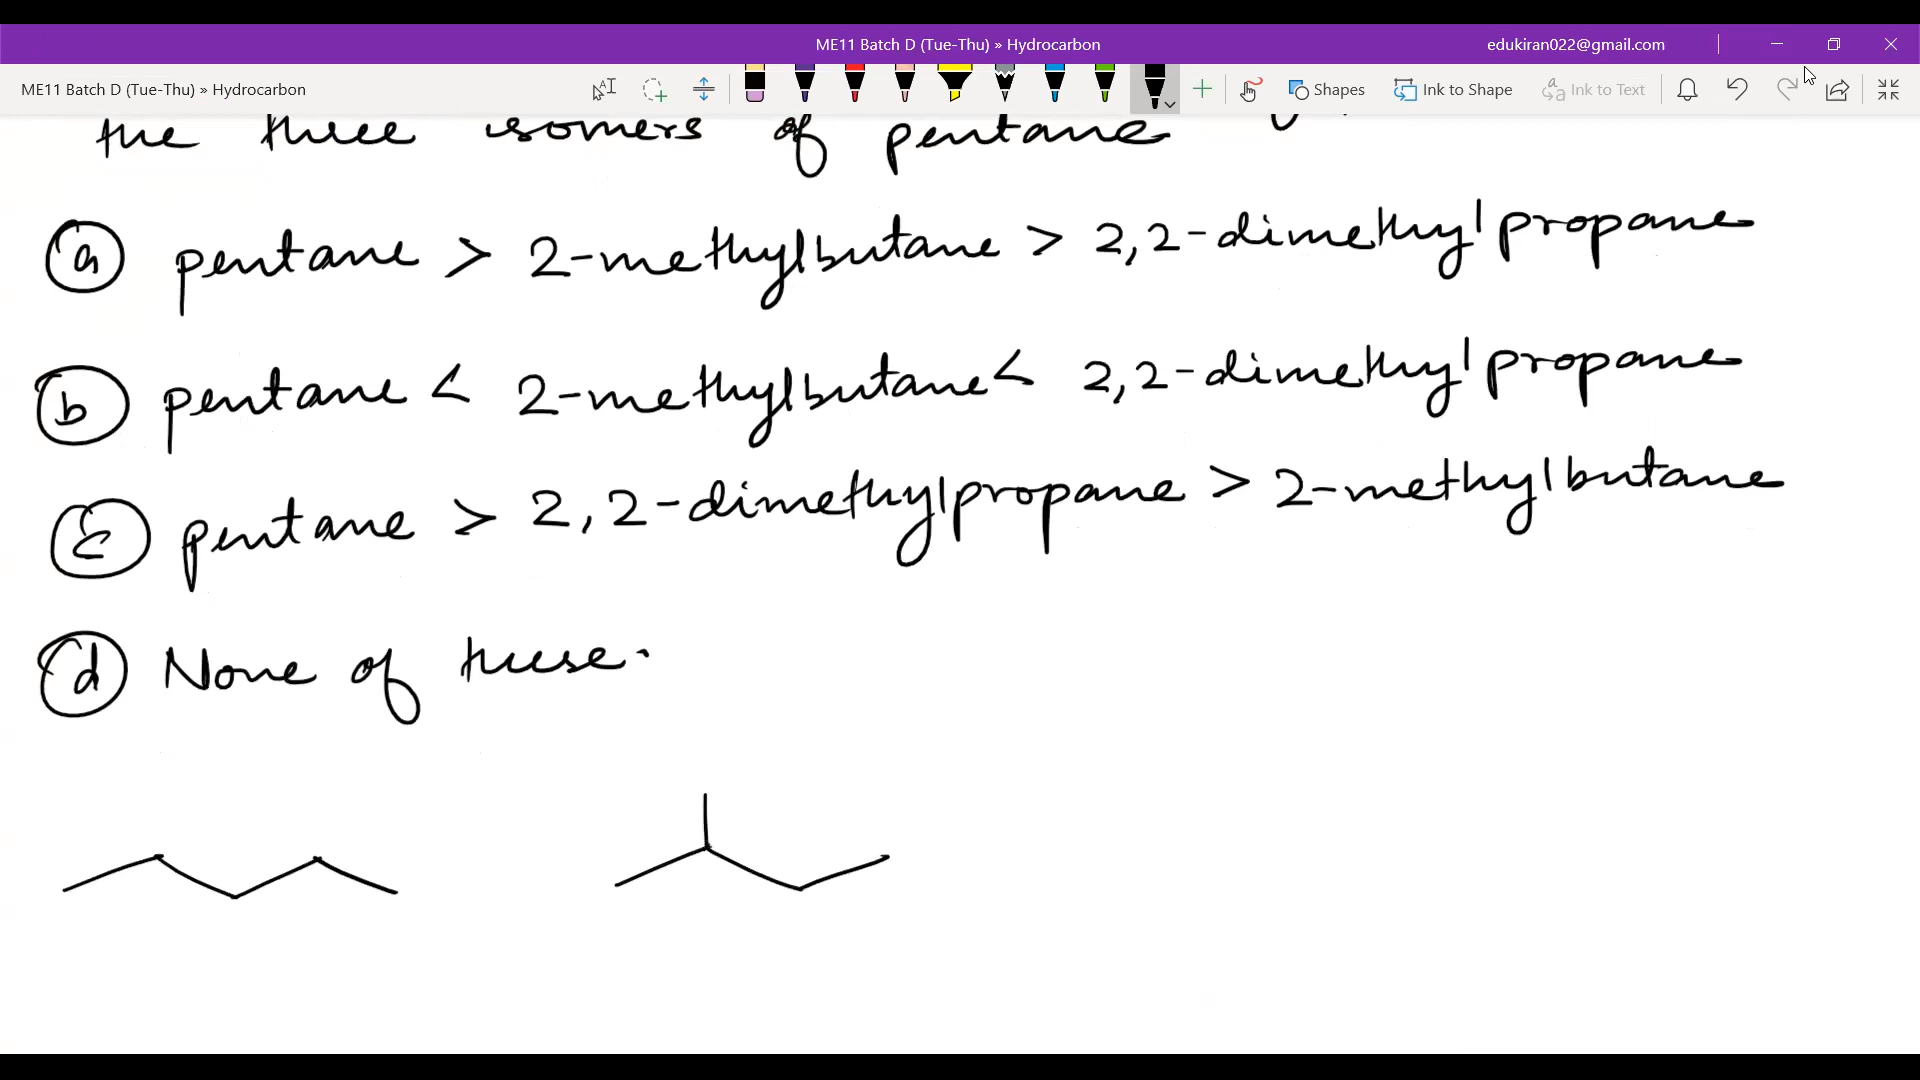 ME11 Batch D (Tue-Thu) » Hydrocarbon
edukiran022@gmail.com
ME11 Batch D (Tue-Thu) » Hydrocarbon
Shapes
Ink to Shape
Ink to Text
the three isomers of pentane
(a) pentane > 2-methylbutane > 2,2-dimethylpropane
(b) pentane < 2-methylbutane < 2,2-dimethylpropane
(c) pentane > 2,2-dimethylpropane > 2-methylbutane
(d) None of these.